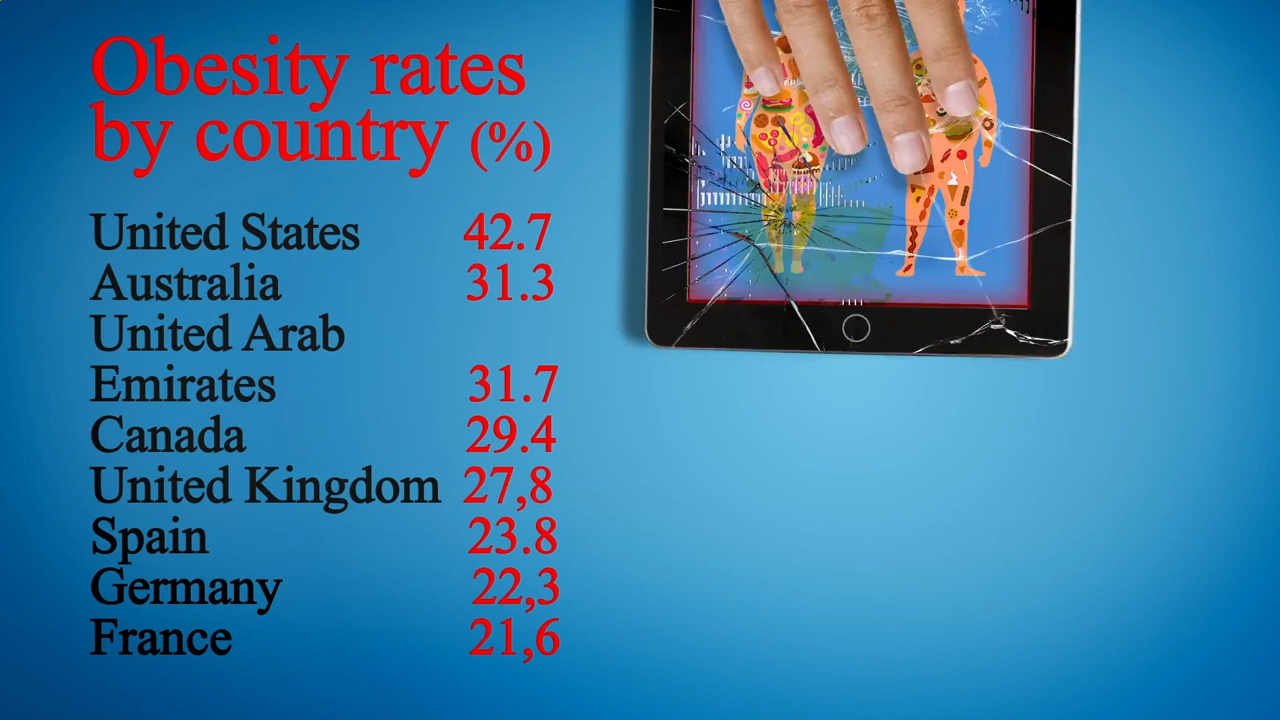 Obesity rates
by country (%)
United States 42.7
Australia 31.3
United Arab
Emirates 31.7
Canada 29.4
United Kingdom 27,8
Spain 23.8
Germany 22,3
France 21,6